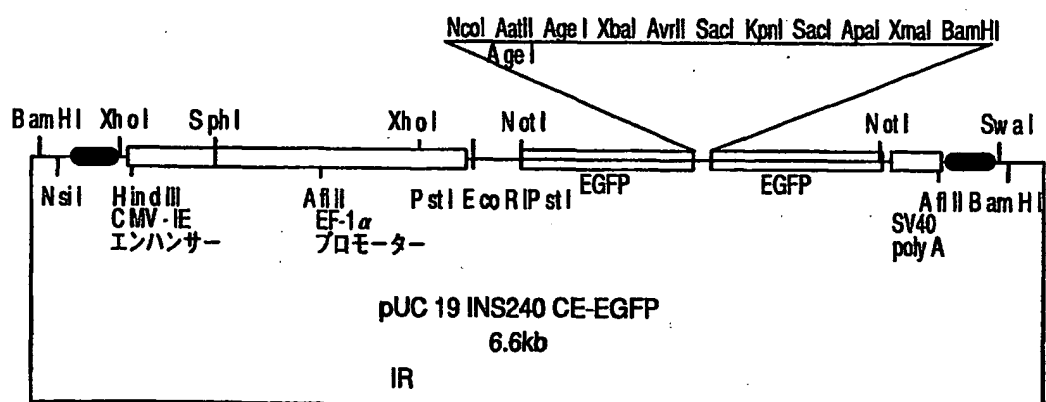 NcoI AatII AgeI XbaI AvrII SacI KpnI SacI ApaI XmaI BamHI
AgeI
BamHI XhoI SphI XhoI NotI NotI SwaI
NsiI HindIII AflII PstI EcoRI PstI EGFP EGFP AflII BamHI
CMV-IE EF-1α SV40
エンハンサー プロモーター poly A
pUC 19 INS240 CE-EGFP
6.6kb
IR